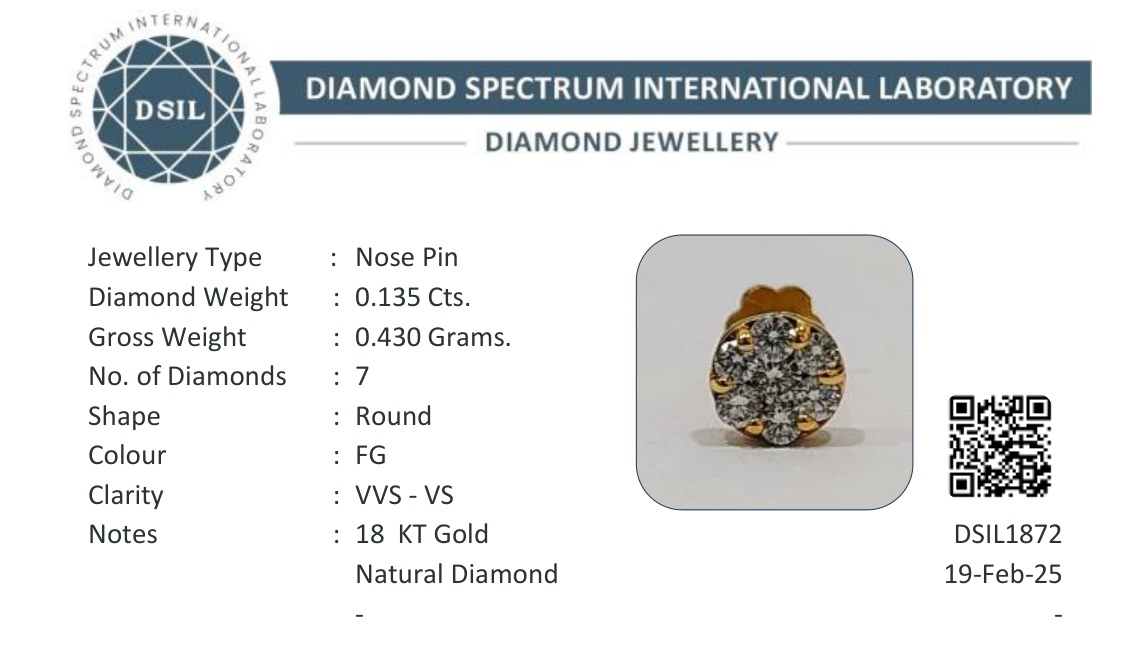 DIAMOND SPECTRUM INTERNATIONAL LABORATORY
DSIL
DIAMOND SPECTRUM INTERNATIONAL LABORATORY
DIAMOND JEWELLERY
Jewellery Type : Nose Pin
Diamond Weight : 0.135 Cts.
Gross Weight : 0.430 Grams.
No. of Diamonds : 7
Shape : Round
Colour : FG
Clarity : VVS - VS
Notes : 18 KT Gold
DSIL1872
Natural Diamond
19-Feb-25
-
-